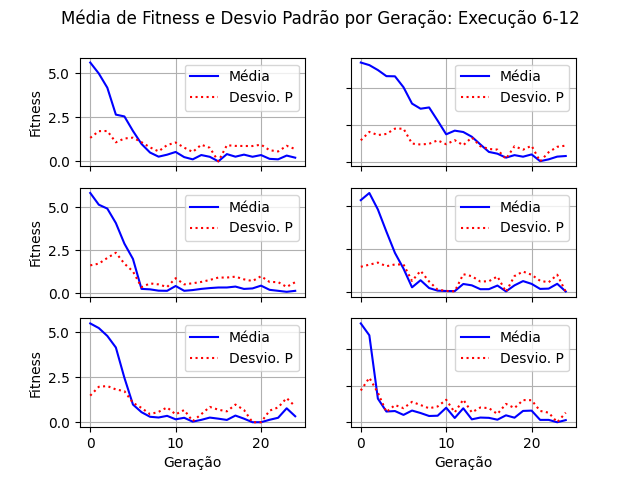 Média de Fitness e Desvio Padrão por Geração: Execução 6-12
5.0
2.5
0.0
Fitness
Média
Desvio. P
Média
Desvio. P
5.0
2.5
0.0
Fitness
Média
Desvio. P
Média
Desvio. P
5.0
2.5
0.0
Fitness
Média
Desvio. P
Média
Desvio. P
0 10 20
0 10 20
Geração
Geração